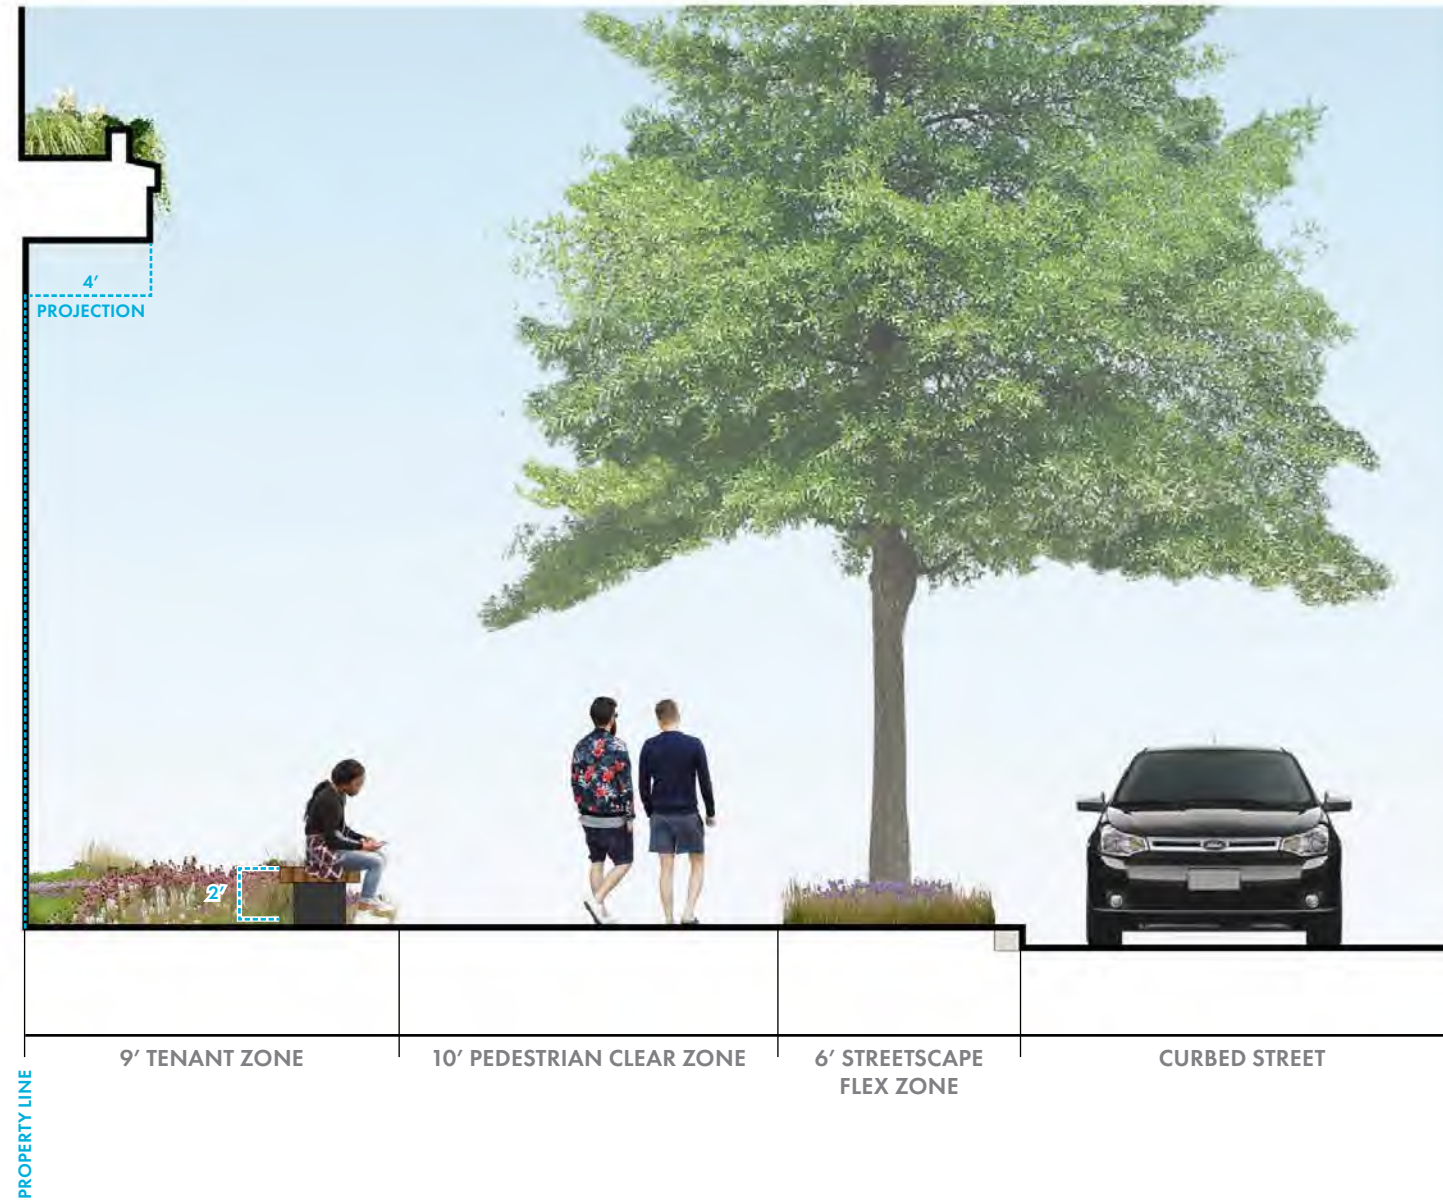 4’
PROJECTION
2’
9’ TENANT ZONE
10’ PEDESTRIAN CLEAR ZONE
6’ STREETSCAPE
FLEX ZONE
CURBED STREET
PROPERTY LINE